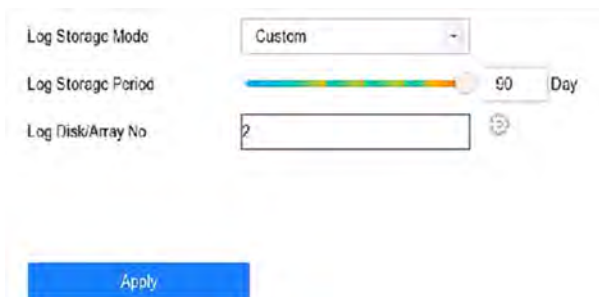 Log Storage Mode Custom
Log Storage Period 90 Day
Log Disk/Array No 2
Apply